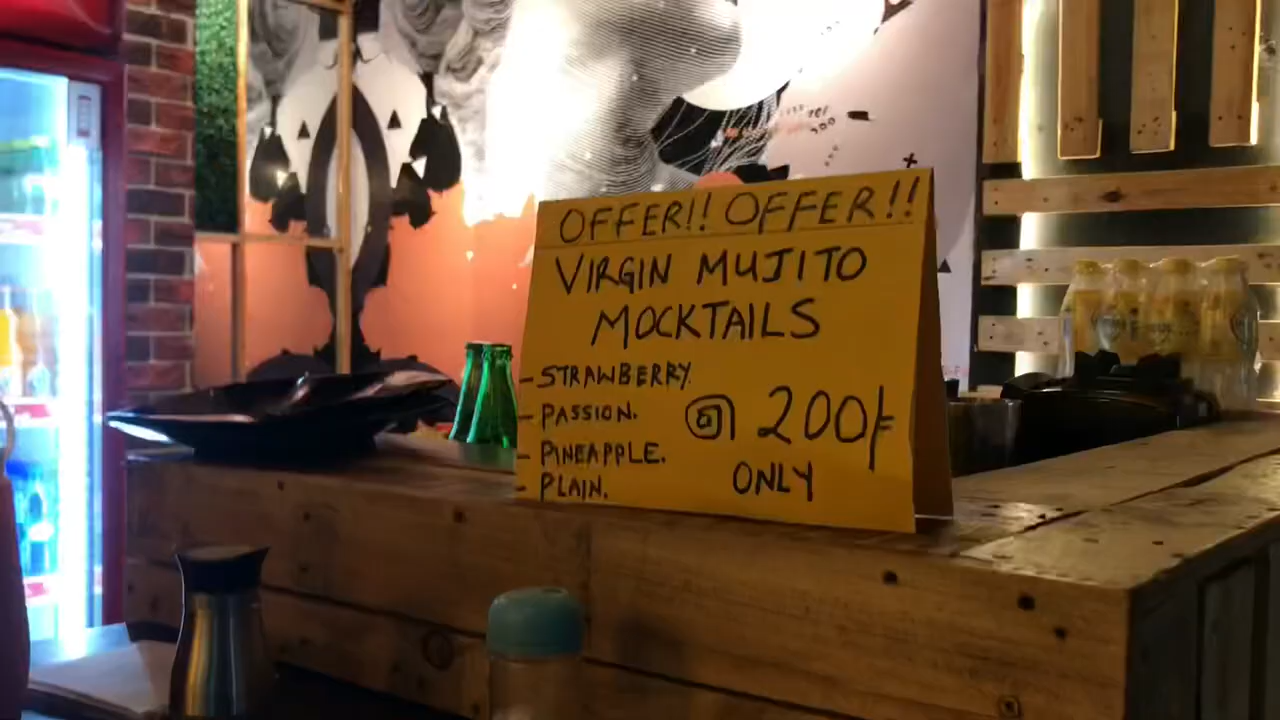 OFFER!! OFFER!!
VIRGIN MUJITO
MOCKTAILS
- STRAWBERRY.
- PASSION.
- PINEAPPLE.
- PLAIN.
@ 200/=
ONLY